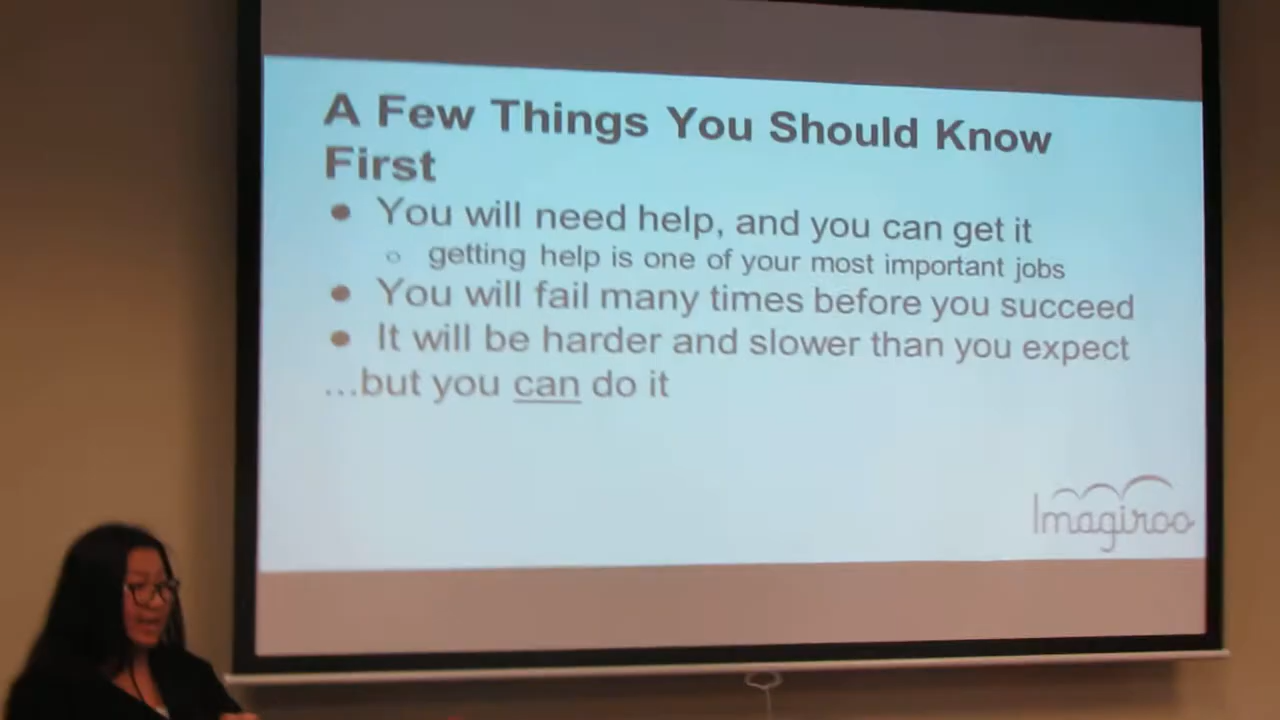 A Few Things You Should Know
First
● You will need help, and you can get it
○ getting help is one of your most important jobs
● You will fail many times before you succeed
● It will be harder and slower than you expect
...but you can do it
Imagiroo